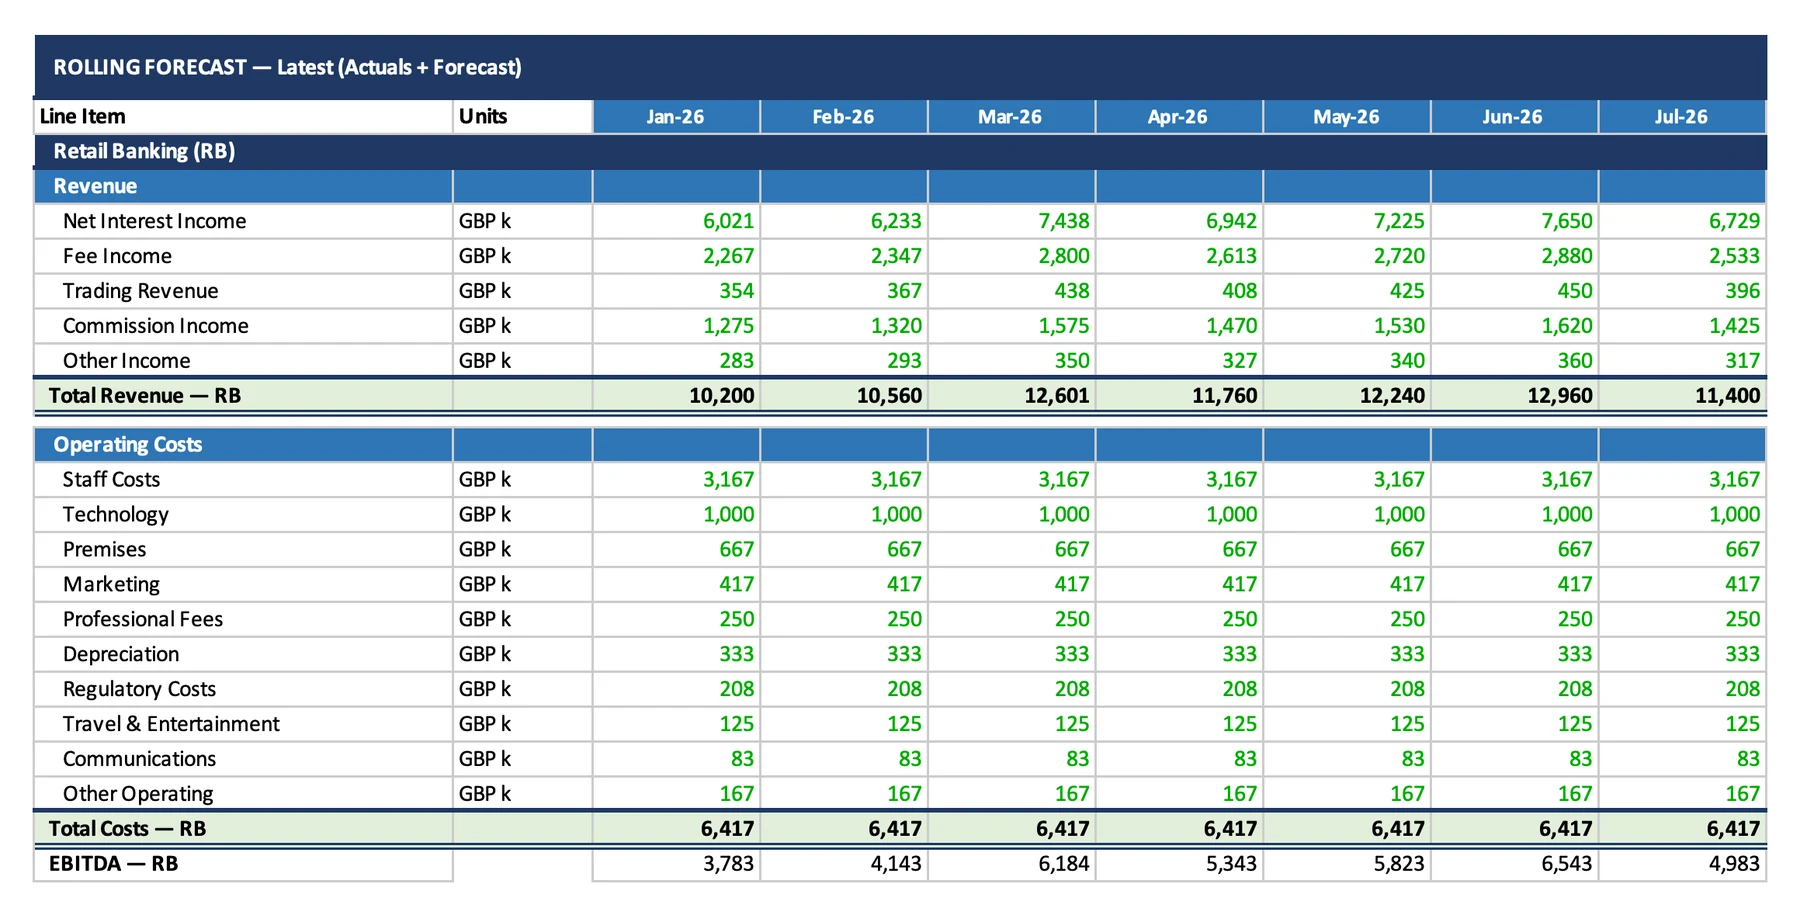 ROLLING FORECAST — Latest (Actuals + Forecast)
Line Item Units Jan-26 Feb-26 Mar-26 Apr-26 May-26 Jun-26 Jul-26
Retail Banking (RB)
Revenue
Net Interest Income GBP k 6,021 6,233 7,438 6,942 7,225 7,650 6,729
Fee Income GBP k 2,267 2,347 2,800 2,613 2,720 2,880 2,533
Trading Revenue GBP k 354 367 438 408 425 450 396
Commission Income GBP k 1,275 1,320 1,575 1,470 1,530 1,620 1,425
Other Income GBP k 283 293 350 327 340 360 317
Total Revenue — RB 10,200 10,560 12,601 11,760 12,240 12,960 11,400
Operating Costs
Staff Costs GBP k 3,167 3,167 3,167 3,167 3,167 3,167 3,167
Technology GBP k 1,000 1,000 1,000 1,000 1,000 1,000 1,000
Premises GBP k 667 667 667 667 667 667 667
Marketing GBP k 417 417 417 417 417 417 417
Professional Fees GBP k 250 250 250 250 250 250 250
Depreciation GBP k 333 333 333 333 333 333 333
Regulatory Costs GBP k 208 208 208 208 208 208 208
Travel & Entertainment GBP k 125 125 125 125 125 125 125
Communications GBP k 83 83 83 83 83 83 83
Other Operating GBP k 167 167 167 167 167 167 167
Total Costs — RB 6,417 6,417 6,417 6,417 6,417 6,417 6,417
EBITDA — RB 3,783 4,143 6,184 5,343 5,823 6,543 4,983